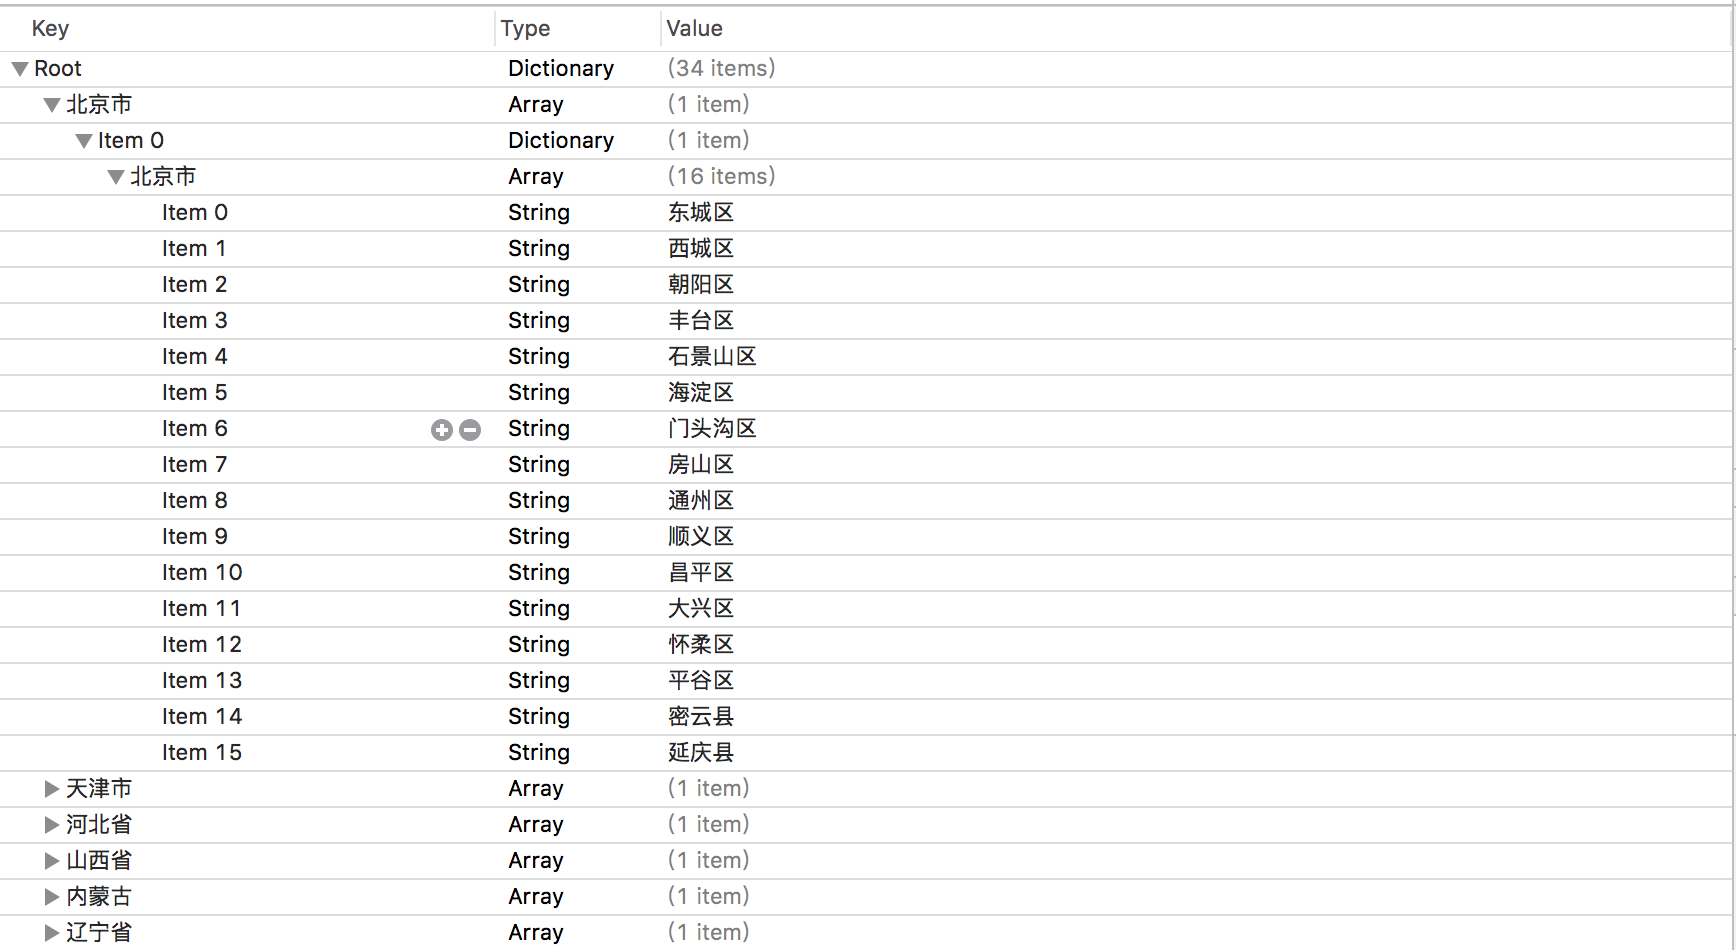 Key Type Value
Root Dictionary (34 items)
北京市 Array (1 item)
Item 0 Dictionary (1 item)
北京市 Array (16 items)
Item 0 String 东城区
Item 1 String 西城区
Item 2 String 朝阳区
Item 3 String 丰台区
Item 4 String 石景山区
Item 5 String 海淀区
Item 6 String 门头沟区
Item 7 String 房山区
Item 8 String 通州区
Item 9 String 顺义区
Item 10 String 昌平区
Item 11 String 大兴区
Item 12 String 怀柔区
Item 13 String 平谷区
Item 14 String 密云县
Item 15 String 延庆县
天津市 Array (1 item)
河北省 Array (1 item)
山西省 Array (1 item)
内蒙古 Array (1 item)
辽宁省 Array (1 item)